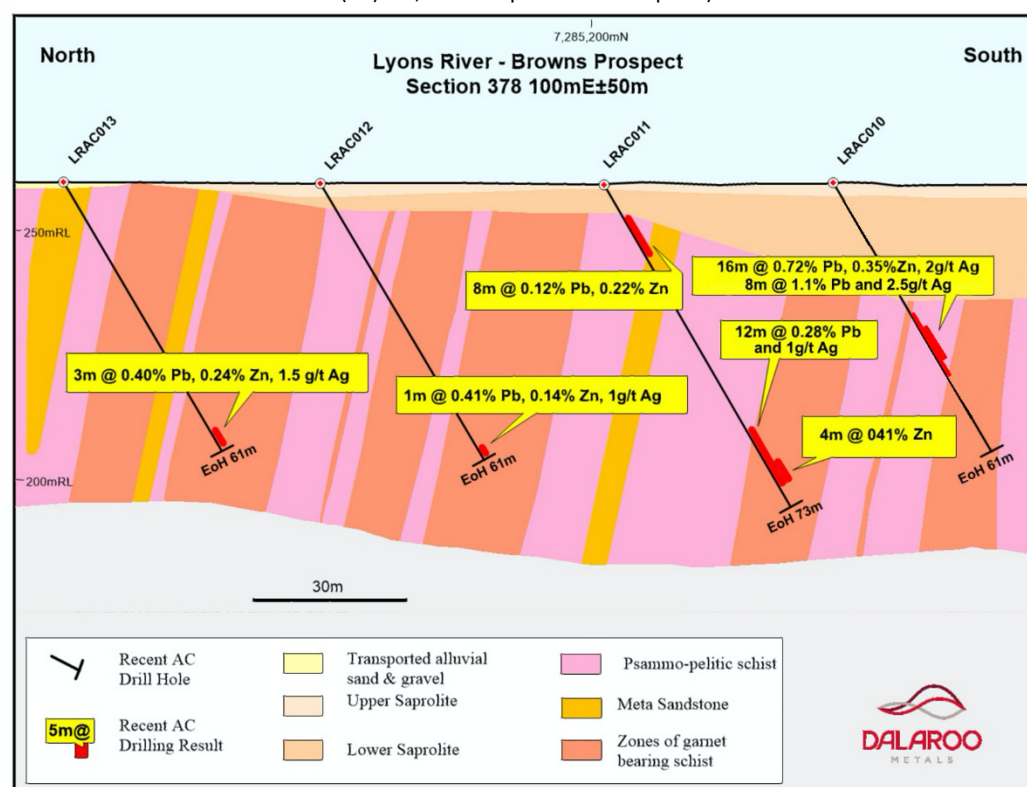 7,285,200mN
North
South
Lyons River - Browns Prospect
Section 378 100mE±50m
LRAC013
LRAC012
LRAC011
LRAC010
250mRL
16m @ 0.72% Pb, 0.35%Zn, 2g/t Ag
8m @ 1.1% Pb and 2.5g/t Ag
8m @ 0.12% Pb, 0.22% Zn
12m @ 0.28% Pb
and 1g/t Ag
3m @ 0.40% Pb, 0.24% Zn, 1.5 g/t Ag
1m @ 0.41% Pb, 0.14% Zn, 1g/t Ag
4m @ 041% Zn
EoH 61m
EoH 61m
EoH 61m
200mRL
EoH 73m
30m
Recent AC
Drill Hole
5m@
Recent AC
Drilling Result
Transported alluvial
sand & gravel
Upper Saprolite
Lower Saprolite
Psammo-pelitic schist
Meta Sandstone
Zones of garnet
bearing schist
DALAROO
METALS